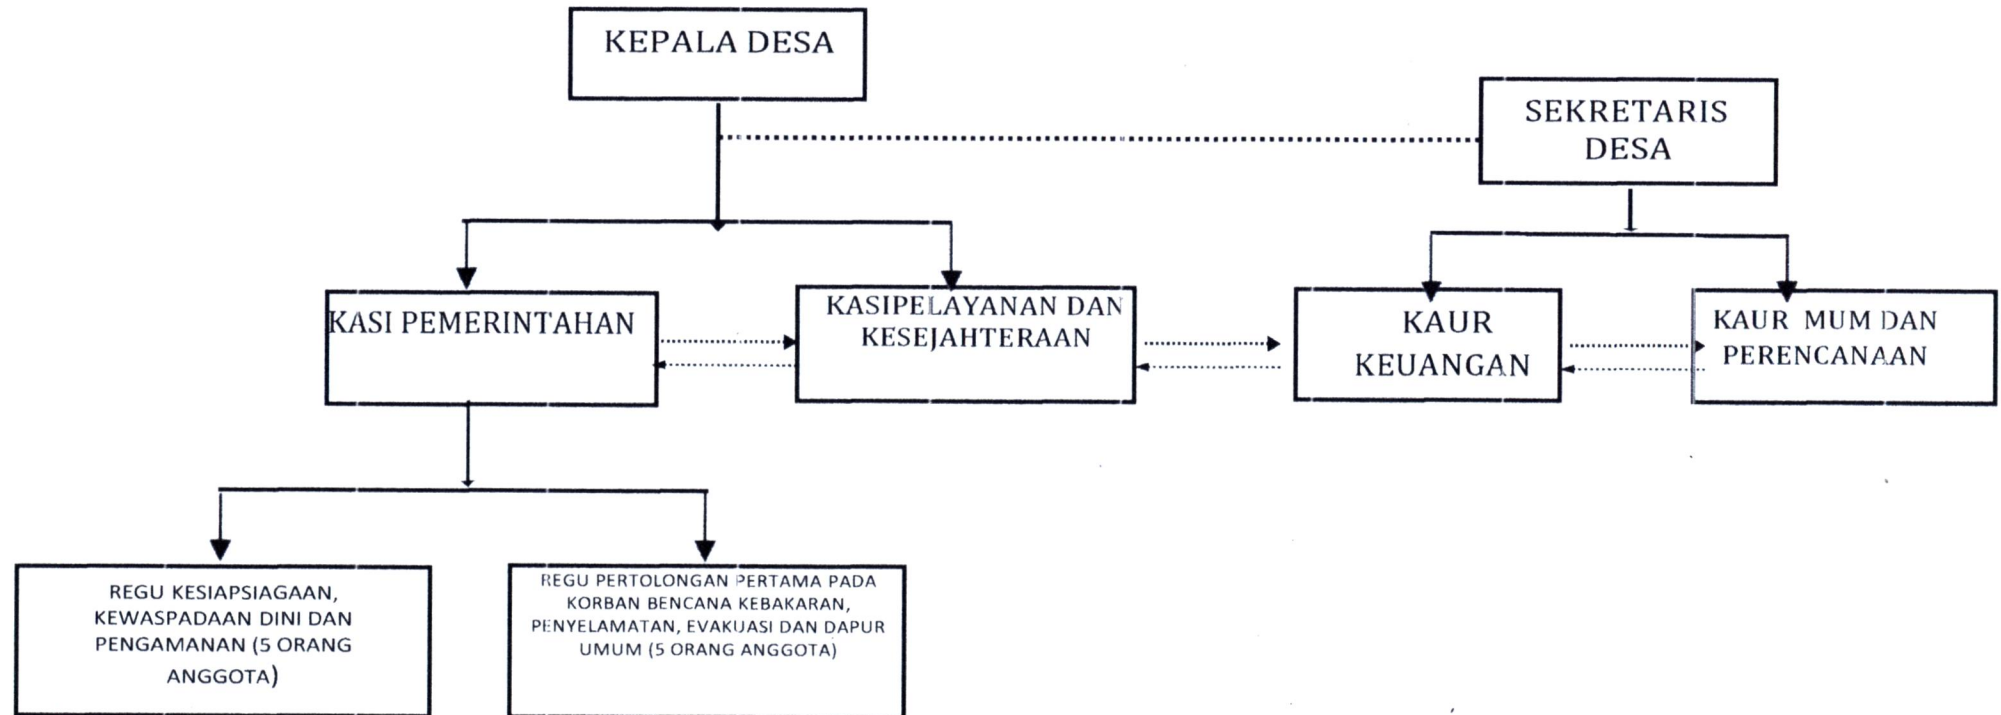 KEPALA DESA
SEKRETARIS
DESA
KASI PEMERINTAHAN
KASIPELAYANAN DAN
KESEJAHTERAAN
KAUR
KEUANGAN
KAUR MUM DAN
PERENCANAAN
REGU KESIAPSIAGAAN,
KEWASPADAAN DINI DAN
PENGAMANAN (5 ORANG
ANGGOTA)
REGU PERTOLONGAN PERTAMA PADA
KORBAN BENCANA KEBAKARAN,
PENYELAMATAN, EVAKUASI DAN DAPUR
UMUM (5 ORANG ANGGOTA)